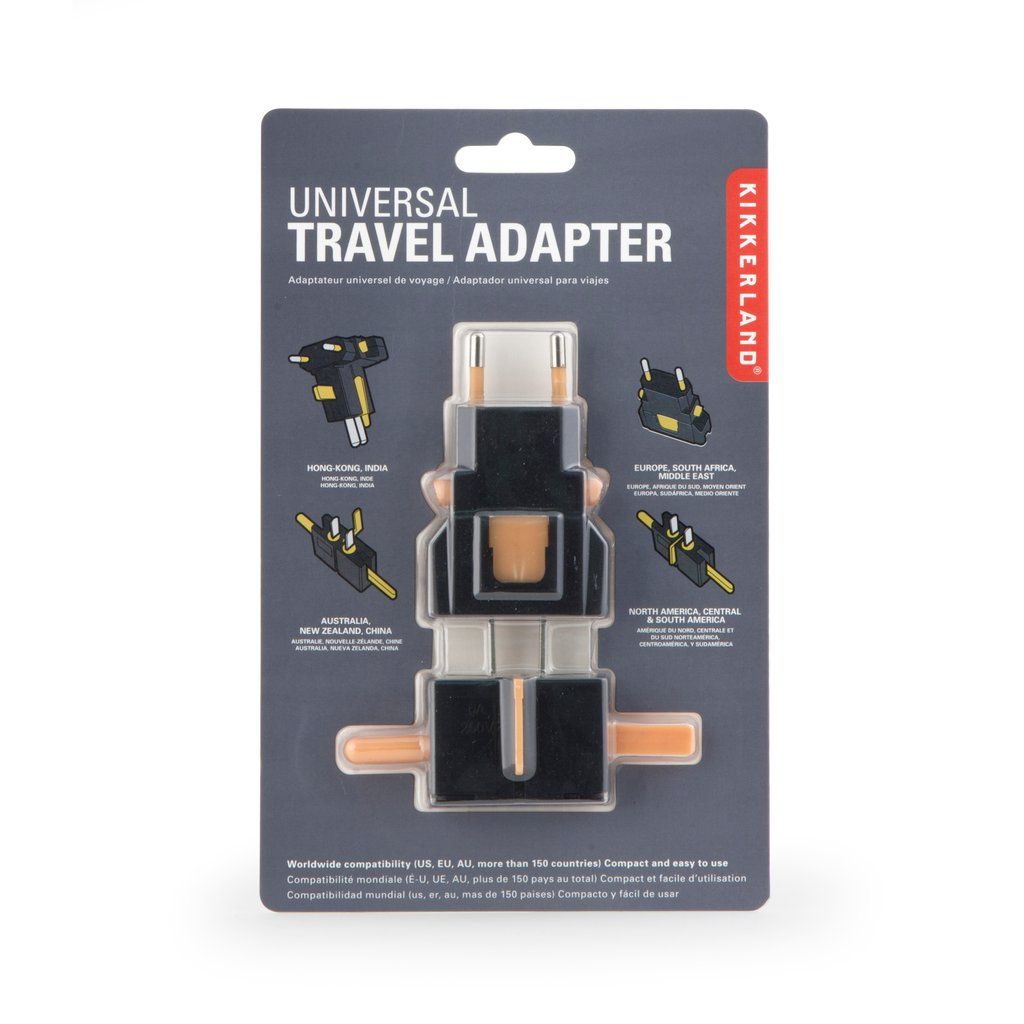 UNIVERSAL
TRAVEL ADAPTER
Adaptateur universel de voyage / Adaptador universal para viajes
KIKKERLAND®
HONG-KONG, INDIA
HONG-KONG, INDE
HONG-KONG, INDIA
EUROPE, SOUTH AFRICA,
MIDDLE EAST
EUROPE, AFRIQUE DU SUD, MOYEN ORIENT
EUROPA, SUDÁFRICA, MEDIO ORIENTE
AUSTRALIA,
NEW ZEALAND, CHINA
AUSTRALIE, NOUVELLE-ZÉLANDE, CHINE
AUSTRALIA, NUEVA ZELANDA, CHINA
NORTH AMERICA, CENTRAL
& SOUTH AMERICA
AMÉRIQUE DU NORD, CENTRALE ET
DU SUD NORTEAMÉRICA,
CENTROAMÉRICA, Y SUDAMÉRICA
Worldwide compatibility (US, EU, AU, more than 150 countries) Compact and easy to use
Compatibilité mondiale (É-U, UE, AU, plus de 150 pays au total) Compact et facile d'utilisation
Compatibilidad mundial (us, er, au, mas de 150 paises) Compacto y fácil de usar